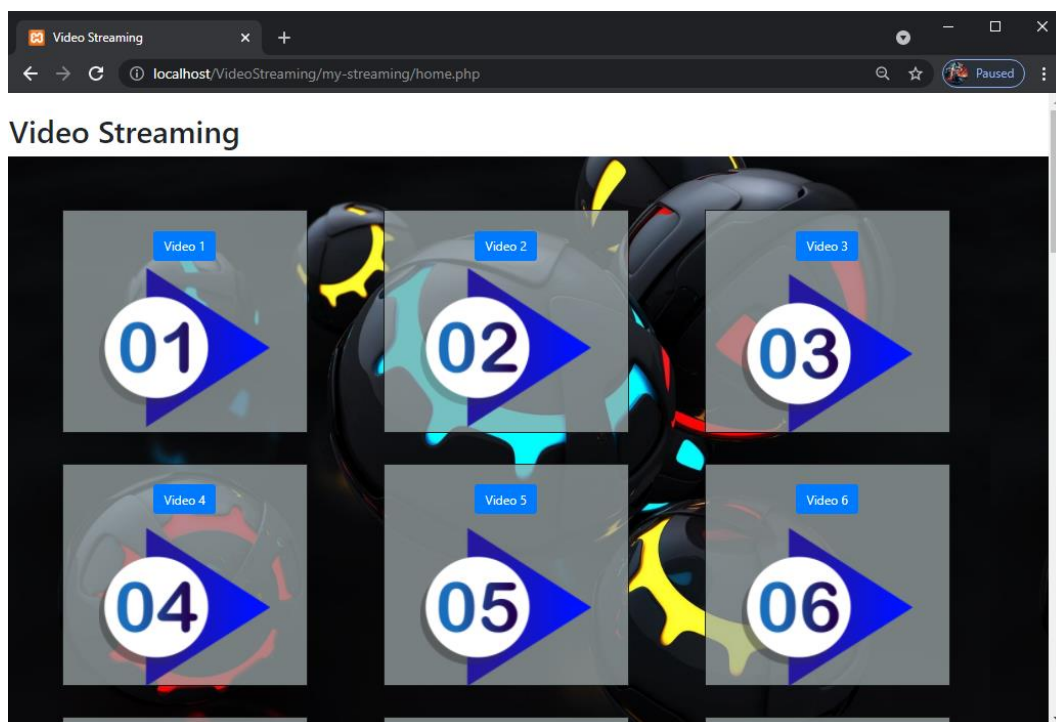 Video Streaming
localhost/VideoStreaming/my-streaming/home.php
Paused
Video Streaming
Video 1
Video 2
Video 3
01
02
03
Video 4
Video 5
Video 6
04
05
06